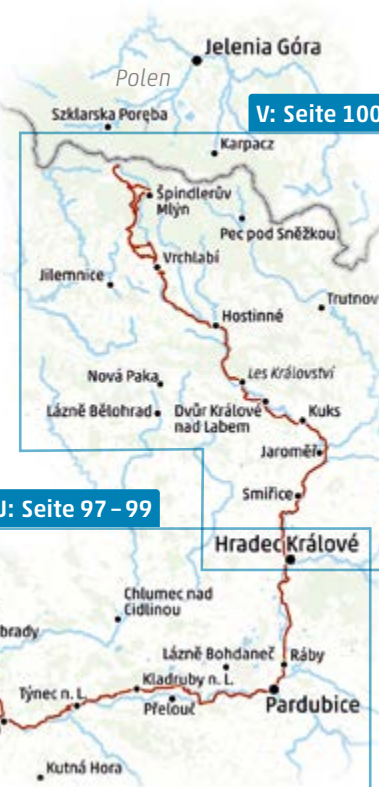 Jelenia Góra
Polen
Szklarska Poręba
V: Seite 100
Karpacz
Špindlerův
Mlýn
Pec pod Sněžkou
Vrchlabí
Jilemnice
Trutnov
Hostinné
Les Království
Nová Paka
Lázně Bělohrad
Dvůr Králové
nad Labem
Kuks
Jaroměř
Smiřice
U: Seite 97–99
Hradec Králové
Chlumec nad
Cidlinou
brady
Lázně Bohdaneč
Ráby
Kladruby n. L.
Týnec n. L.
Přelouč
Pardubice
Kutná Hora